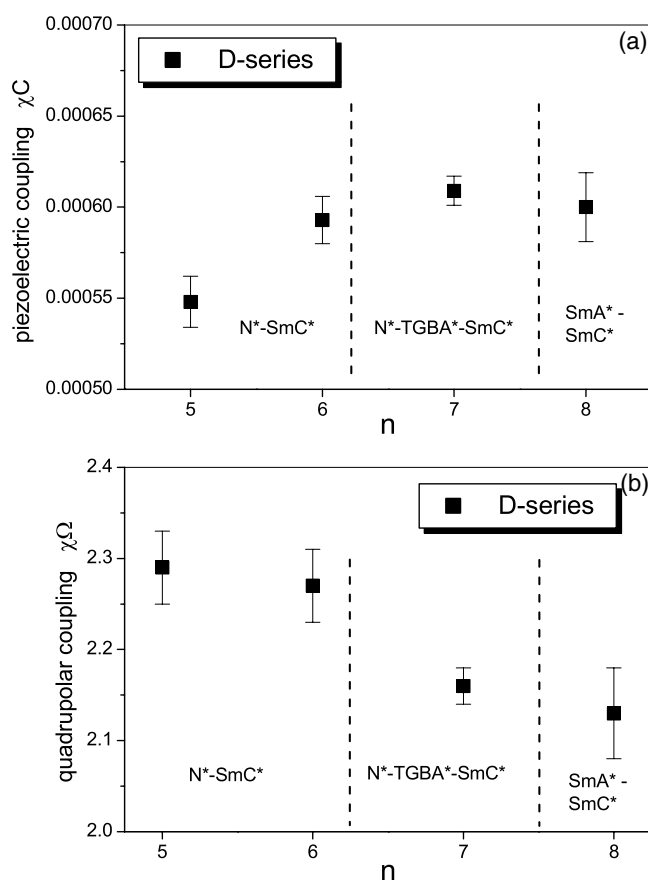 0.00070
(a)
D-series
0.00065
0.00060
0.00055
0.00050
piezoelectric coupling χC
N*-SmC*
N*-TGBA*-SmC*
SmA* -
SmC*
5 6 7 8
n
2.4
(b)
D-series
2.3
2.2
2.1
2.0
quadrupolar coupling χΩ
N*-SmC*
N*-TGBA*-SmC*
SmA* -
SmC*
5 6 7 8
n